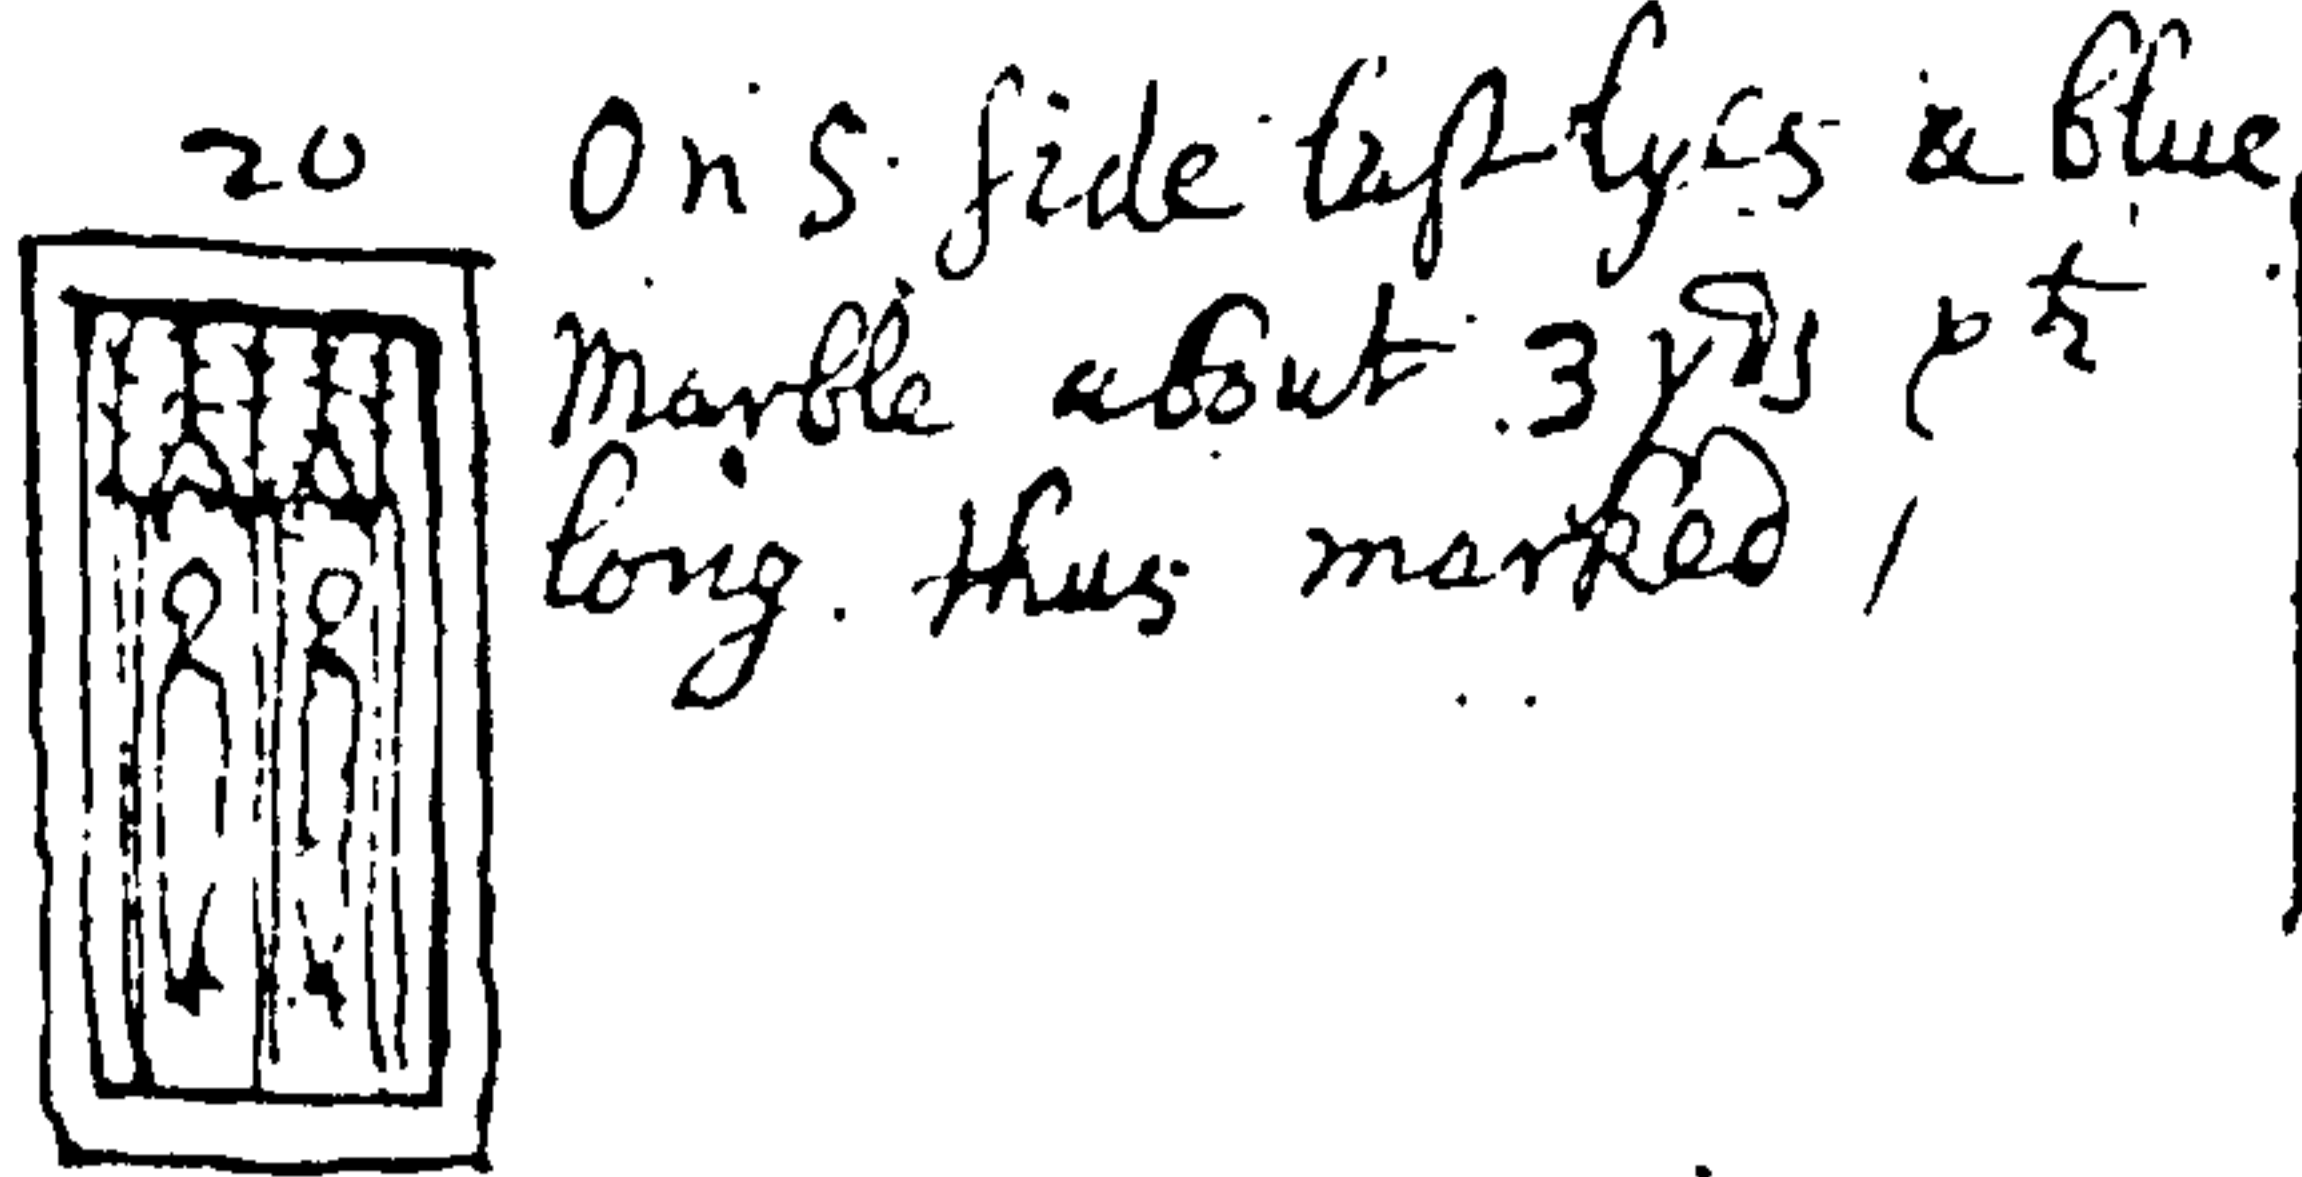 20
On S. side last lyes a blue,
Marble about 3 yds & ½
long. thus marked /